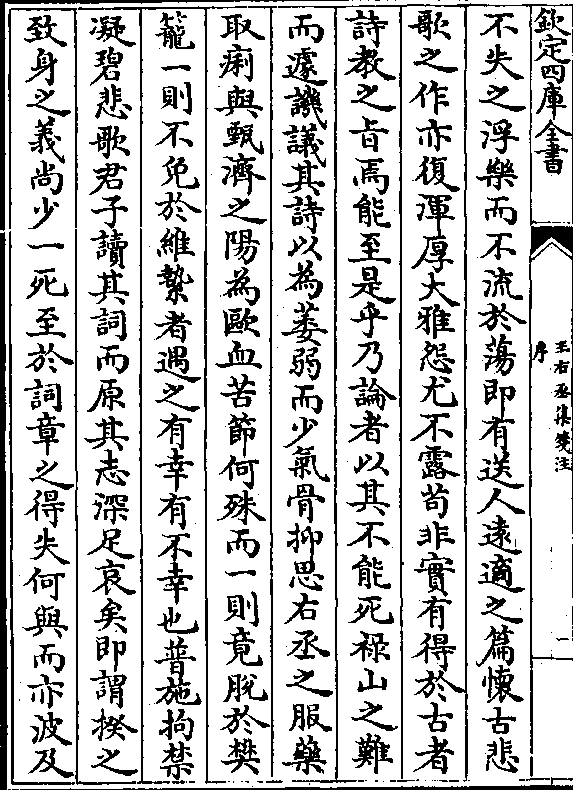 欽定四庫全書
王右丞集箋注
序
一
不失之浮樂而不流於蕩即有送人遠適之篇懷古悲
歌之作亦復渾厚大雅怨尤不露苟非實有得於古者
詩教之旨焉能至是乎乃論者以其不能死禄山之難
而遽譏議其詩以為萎弱而少氣骨抑思右丞之服藥
取痢與甄濟之陽為歐血苦節何殊而一則竟脫於樊
籠一則不免於維縶者遇之有幸有不幸也普施拘禁
凝碧悲歌君子讀其詞而原其志深足哀矣即謂揆之
致身之義尚少一死至於詞章之得失何與而亦波及